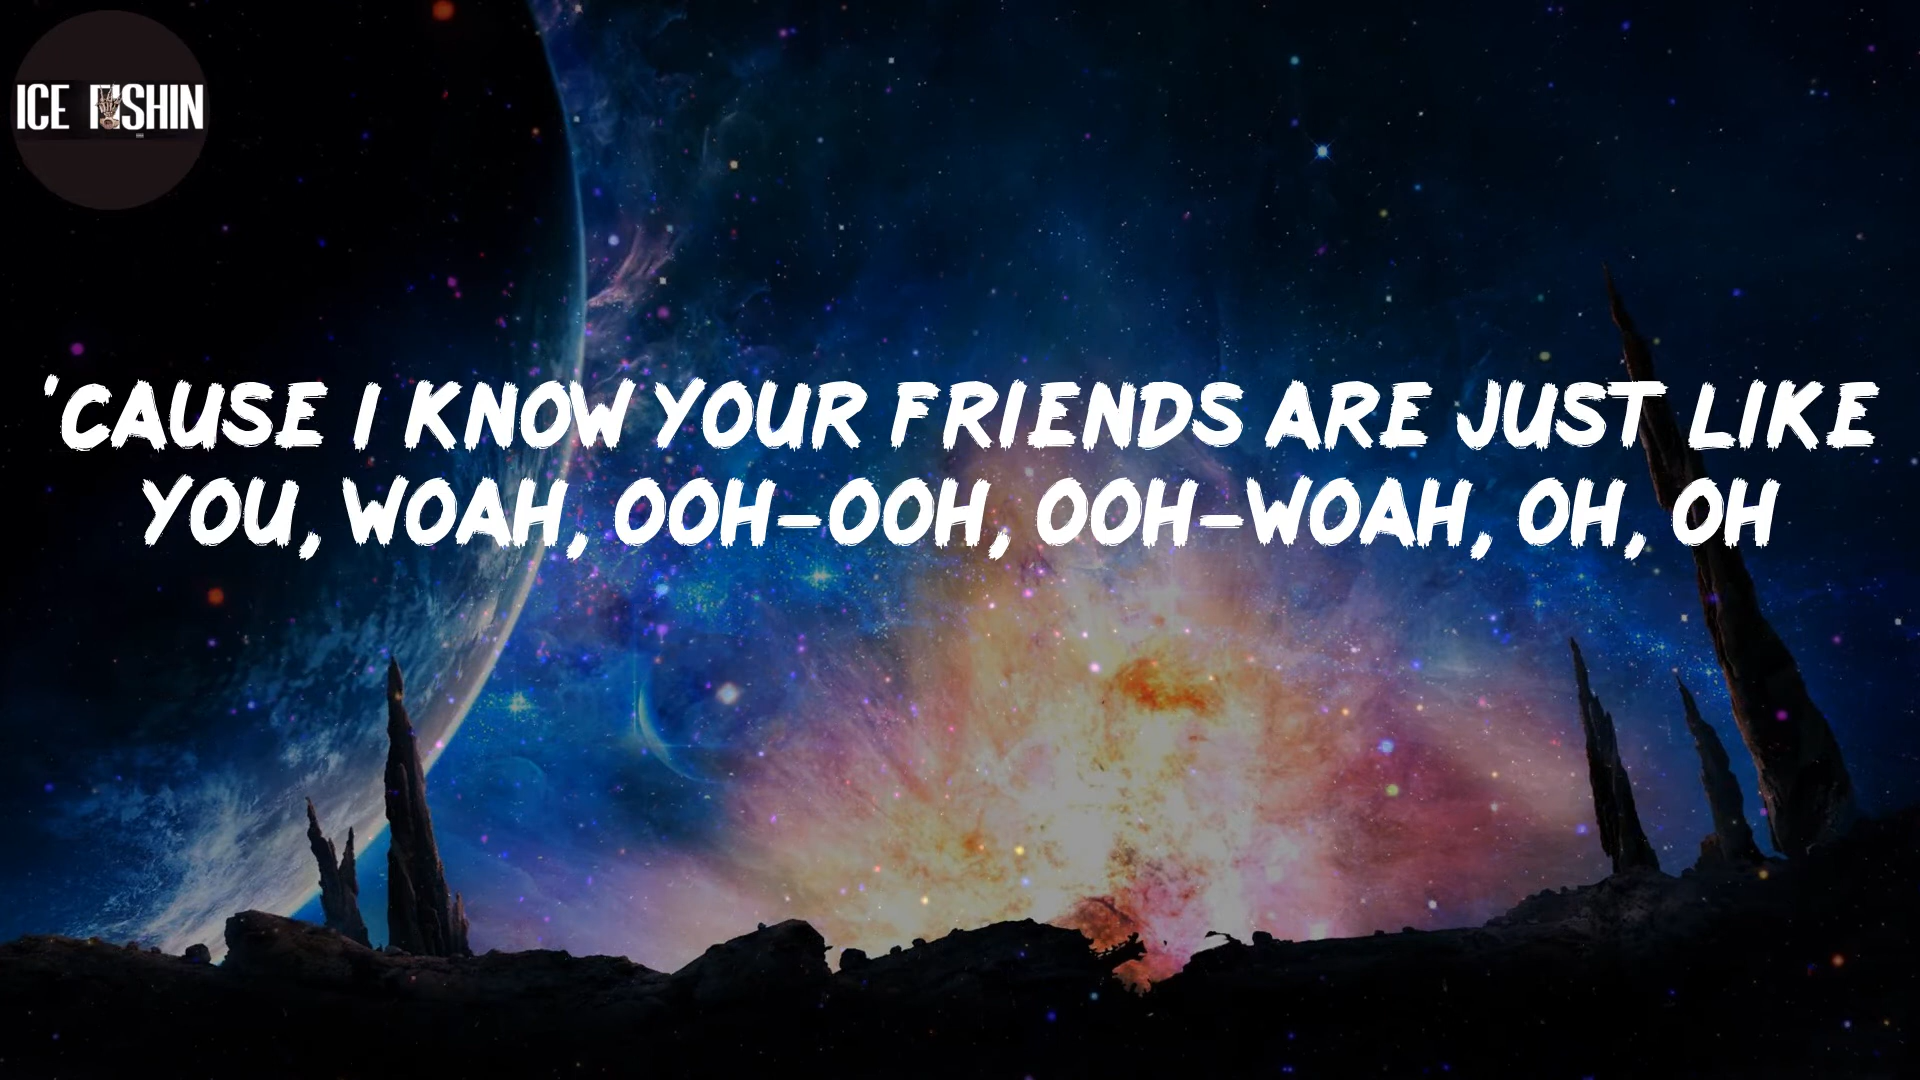 ICE FISHIN
'CAUSE I KNOW YOUR FRIENDS ARE JUST LIKE
YOU, WOAH, OOH-OOH, OOH-WOAH, OH, OH